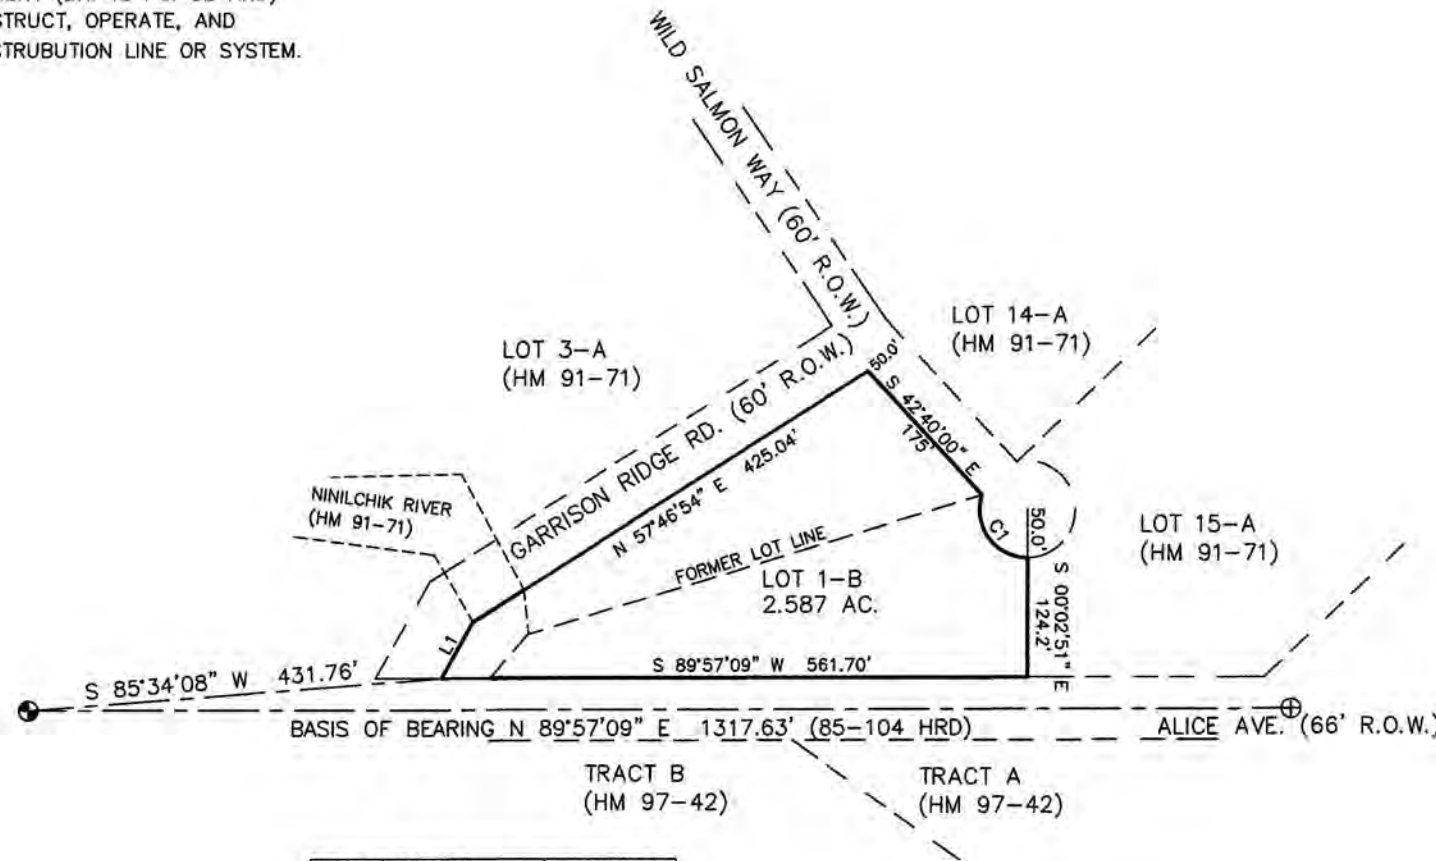 STRUCT, OPERATE, AND
STRUBUTION LINE OR SYSTEM.
WILD SALMON WAY (60' R.O.W.)
LOT 14-A
(HM 91-71)
LOT 3-A
(HM 91-71)
50.0'
S 42°40'00" E
175'
GARRISON RIDGE RD. (60' R.O.W.)
N 57°46'54" E 425.04'
NINILCHIK RIVER
(HM 91-71)
C1
50.0'
LOT 15-A
(HM 91-71)
FORMER LOT LINE
LOT 1-B
2.587 AC.
S 00°02'51" E
124.2'
L1
S 89°57'09" W 561.70'
S 85°34'08" W 431.76'
BASIS OF BEARING N 89°57'09" E 1317.63' (85-104 HRD)
ALICE AVE. (66' R.O.W.)
TRACT B
(HM 97-42)
TRACT A
(HM 97-42)